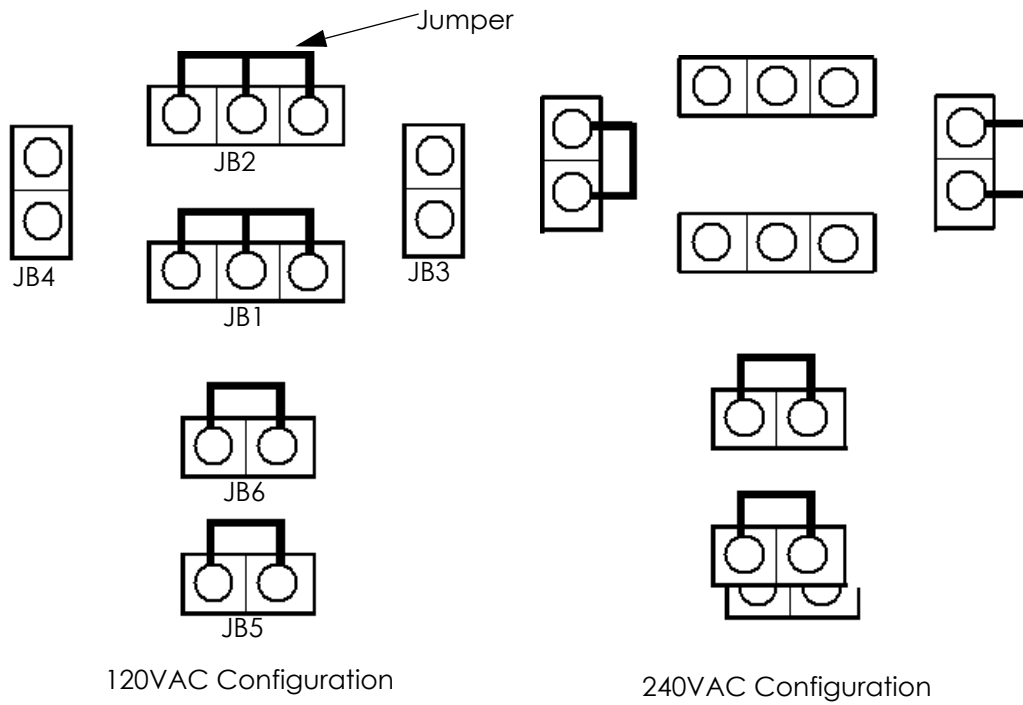 Jumper
JB2
JB4
JB3
JB1
JB6
JB5
120VAC Configuration
240VAC Configuration